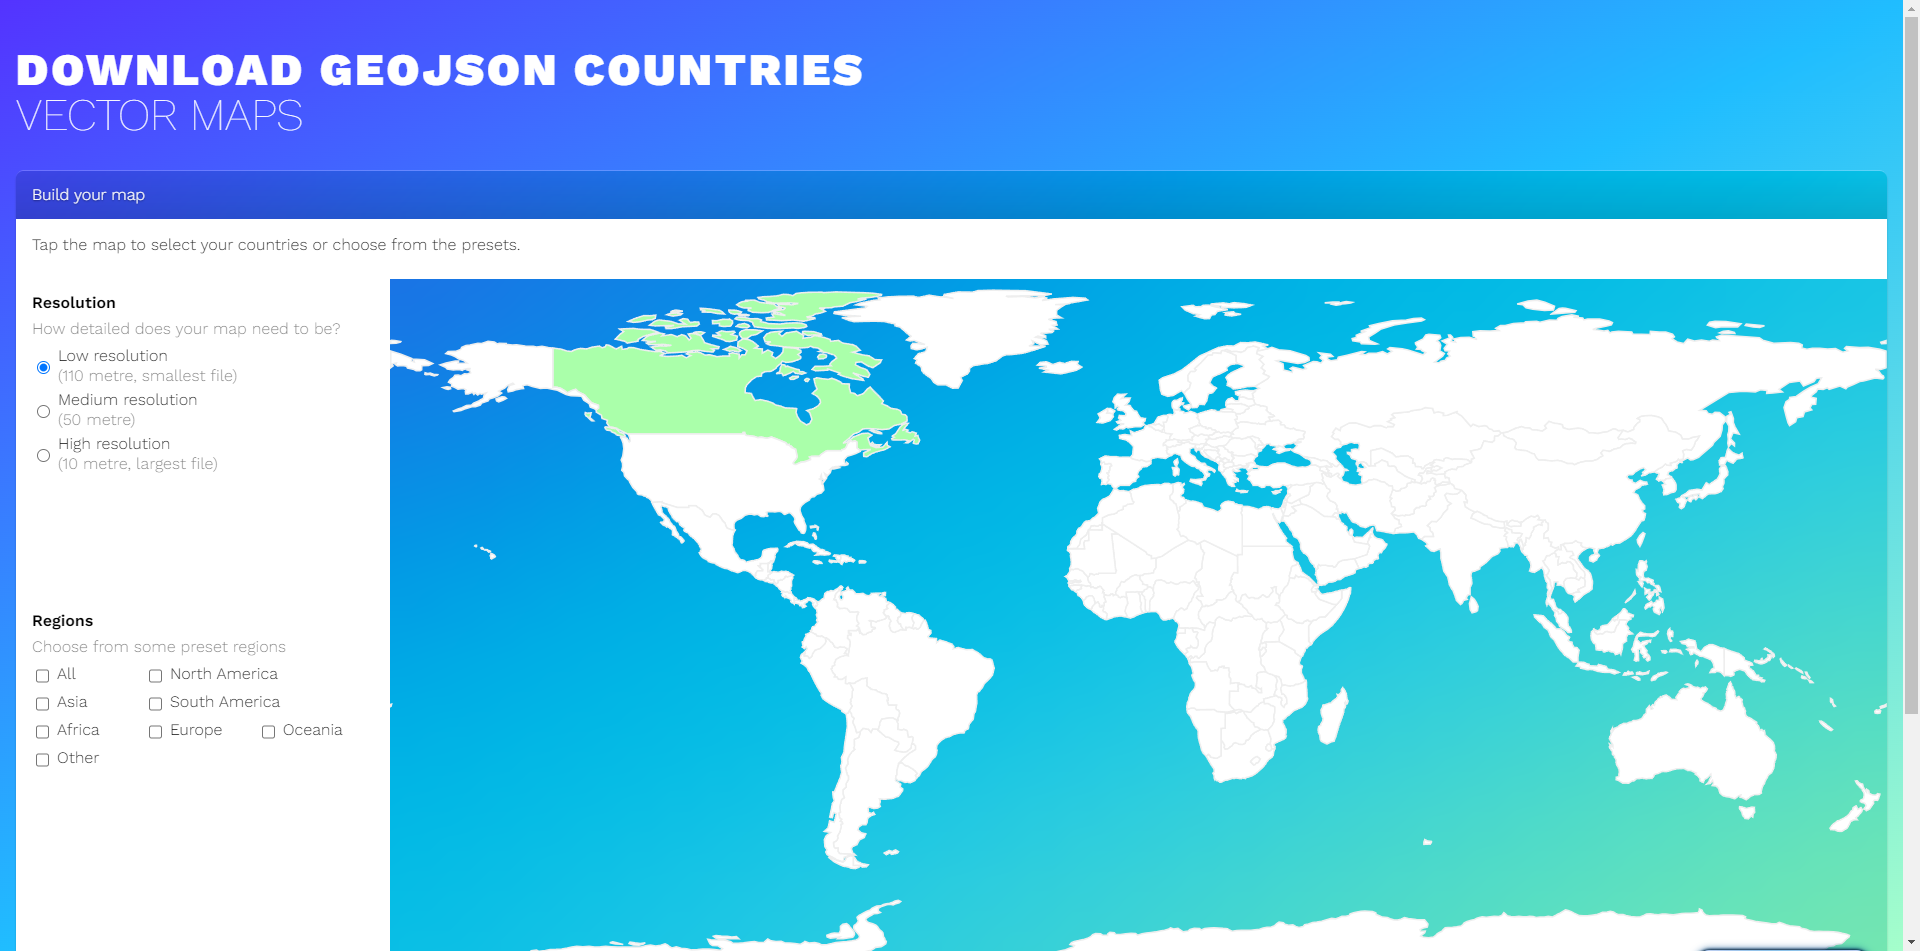 DOWNLOAD GEOJSON COUNTRIES
VECTOR MAPS
Build your map
Tap the map to select your countries or choose from the presets.
Resolution
How detailed does your map need to be?
Low resolution
(110 metre, smallest file)
Medium resolution
(50 metre)
High resolution
(10 metre, largest file)
Regions
Choose from some preset regions
All North America
Asia South America
Africa Europe Oceania
Other